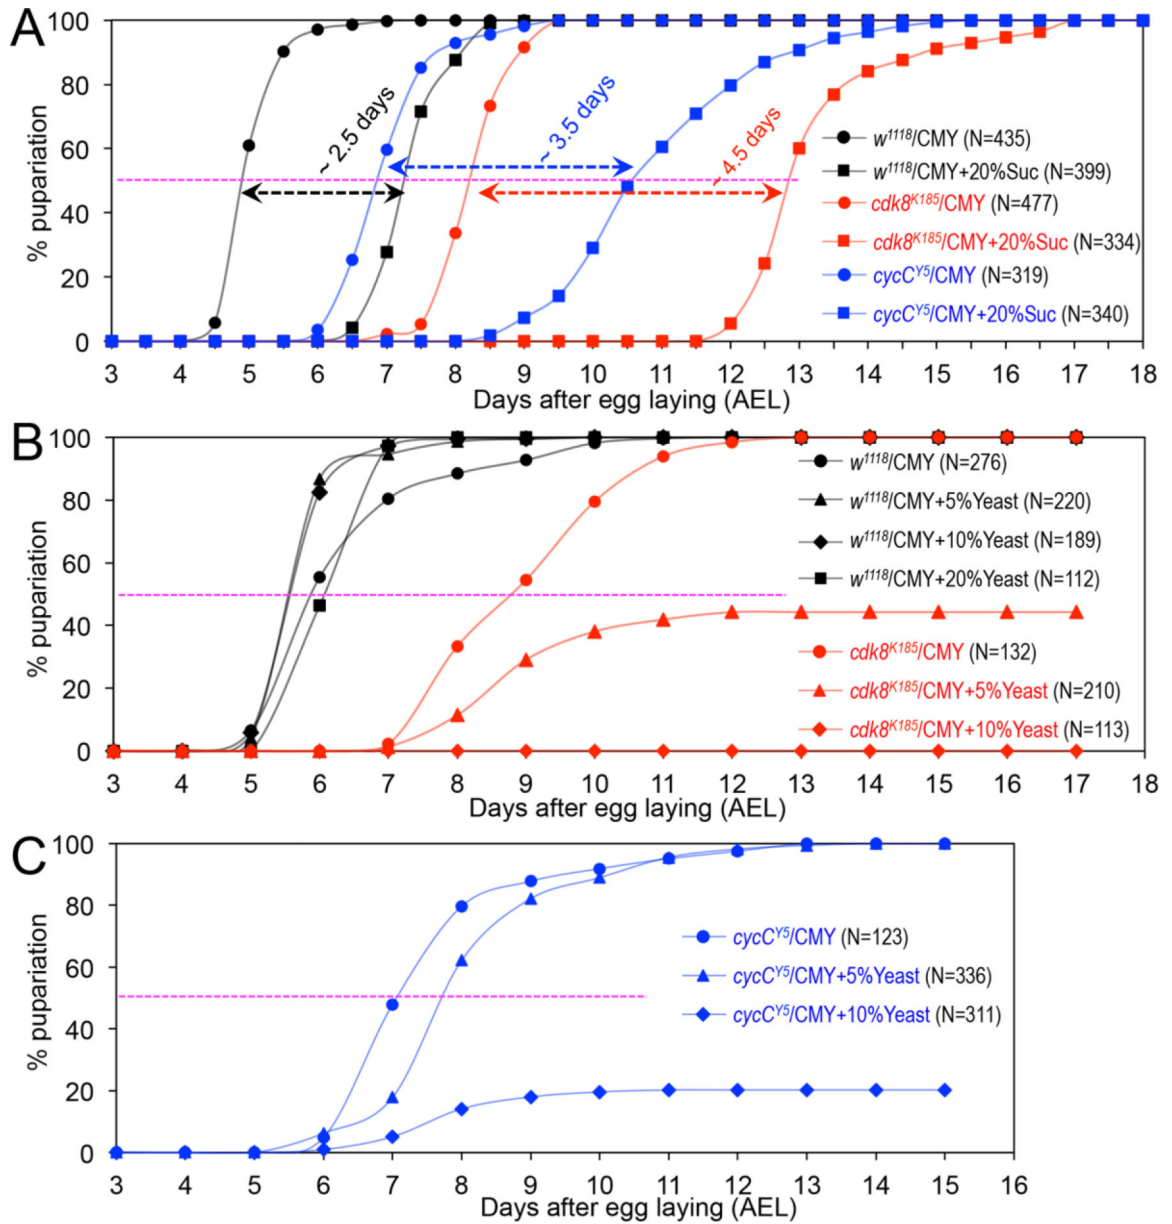 A
% pupariation
100
80
60
40
20
0
~ 2.5 days
~ 3.5 days
~ 4.5 days
w1118/CMY (N=435)
w1118/CMY+20%Suc (N=399)
cdk8K185/CMY (N=477)
cdk8K185/CMY+20%Suc (N=334)
cycCY5/CMY (N=319)
cycCY5/CMY+20%Suc (N=340)
3 4 5 6 7 8 9 10 11 12 13 14 15 16 17 18
Days after egg laying (AEL)
B
% pupariation
100
80
60
40
20
0
w1118/CMY (N=276)
w1118/CMY+5%Yeast (N=220)
w1118/CMY+10%Yeast (N=189)
w1118/CMY+20%Yeast (N=112)
cdk8K185/CMY (N=132)
cdk8K185/CMY+5%Yeast (N=210)
cdk8K185/CMY+10%Yeast (N=113)
3 4 5 6 7 8 9 10 11 12 13 14 15 16 17 18
Days after egg laying (AEL)
C
% pupariation
100
80
60
40
20
0
cycCY5/CMY (N=123)
cycCY5/CMY+5%Yeast (N=336)
cycCY5/CMY+10%Yeast (N=311)
3 4 5 6 7 8 9 10 11 12 13 14 15 16
Days after egg laying (AEL)